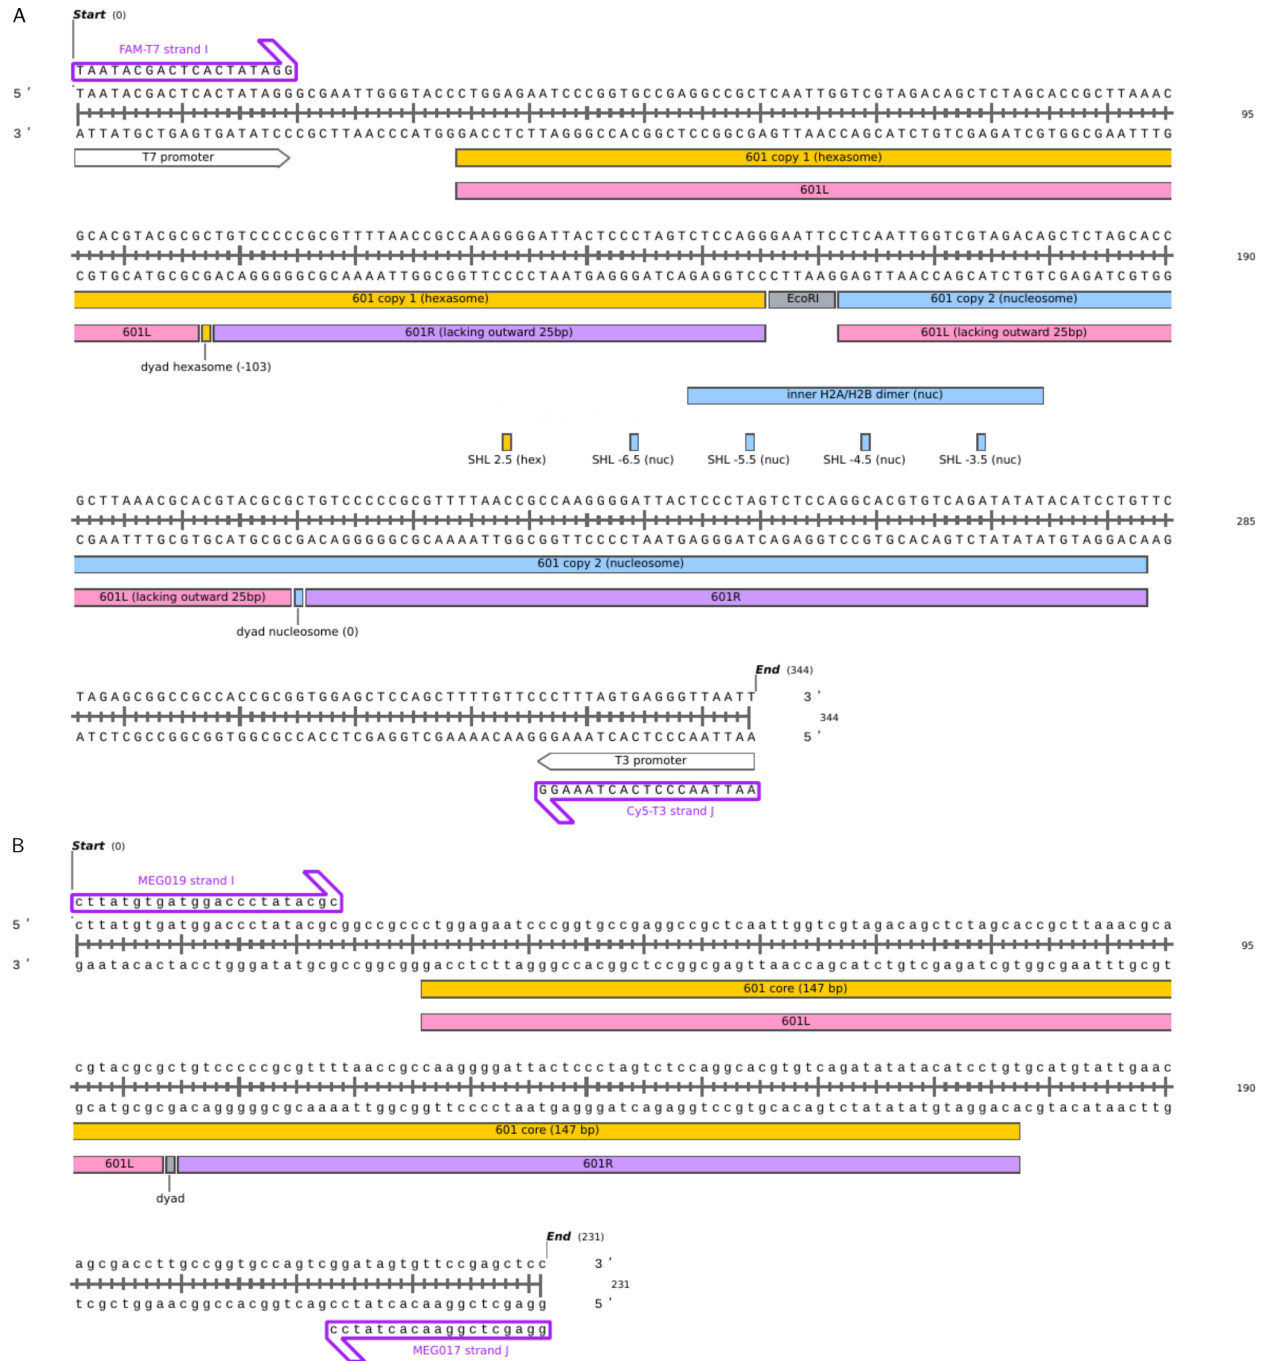 A
Start (0)
FAM-T7 strand I
TAATACGACTCACTATAGG
5 ′ TAATACGACTCACTATAGGGCGAATTGGGTACCCTGGAGAATCCCGGTGCCGAGGCCGCTCAATTGGTCGTAGACAGCTCTAGCACCGCTTAAAC
95
3 ′ ATTATGCTGAGTGATATCCCGCTTAACCCATGGGACCTCTTAGGGCCACGGCTCCGGCGAGTTAACCAGCATCTGTCGAGATCGTGGCGAATTTG
T7 promoter 601 copy 1 (hexasome)
601L
GCACGTACGCGCTGTCCCCCGCGTTTTAACCGCCAAGGGGATTACTCCCTAGTCTCCAGGGAATTCCTCAATTGGTCGTAGACAGCTCTAGCACC
190
CGTGCATGCGCGACAGGGGGCGCAAAATTGGCGGTTCCCCTAATGAGGGATCAGAGGTCCCTTAAGGAGTTAACCAGCATCTGTCGAGATCGTGG
601 copy 1 (hexasome) EcoRI 601 copy 2 (nucleosome)
601L 601R (lacking outward 25bp) 601L (lacking outward 25bp)
dyad hexasome (-103)
inner H2A/H2B dimer (nuc)
SHL 2.5 (hex) SHL -6.5 (nuc) SHL -5.5 (nuc) SHL -4.5 (nuc) SHL -3.5 (nuc)
GCTTAAACGCACGTACGCGCTGTCCCCCGCGTTTTAACCGCCAAGGGGATTACTCCCTAGTCTCCAGGCACGTGTCAGATATATACATCCTGTTC
285
CGAATTTGCGTGCATGCGCGACAGGGGGCGCAAAATTGGCGGTTCCCCTAATGAGGGATCAGAGGTCCGTGCACAGTCTATATATGTAGGACAAG
601 copy 2 (nucleosome)
601L (lacking outward 25bp) 601R
dyad nucleosome (0)
End (344)
TAGAGCGGCCGCCACCGCGGTGGAGCTCCAGCTTTTGTTCCCTTTAGTGAGGGTTAATT 3 ′
344
ATCTCGCCGGCGGTGGCGCCACCTCGAGGTCGAAAACAAGGGAAATCACTCCCAATTAA 5 ′
T3 promoter
GGAAATCACTCCCAATTAA
Cy5-T3 strand J
B
Start (0)
MEG019 strand I
cttatgtgatggaccctatacgc
5 ′ cttatgtgatggaccctatacgcggccgccctggagaatcccggtgccgaggccgctcaattggtcgtagacagctctagcaccgcttaaacgca
95
3 ′ gaatacactacctgggatatgcgccggcgggacctcttagggccacggctccggcgagttaaccagcatctgtcgagatcgtggcgaatttgcgt
601 core (147 bp)
601L
cgtacgcgctgtcccccgcgttttaaccgccaaggggattactccctagtctccaggcacgtgtcagatatatacatcctgtgcatgtattgaac
190
gcatgcgcgacagggggcgcaaaattggcggttcccctaatgagggatcagaggtccgtgcacagtctatatatgtaggacacgtacataacttg
601 core (147 bp)
601L 601R
dyad
End (231)
agcgaccttgccggtgccagtcggatagtgttccgagctcc 3 ′
231
tcgctggaacggccacggtcagcctatcacaaggctcgagg 5 ′
cctatcacaaggctcgagg
MEG017 strand J